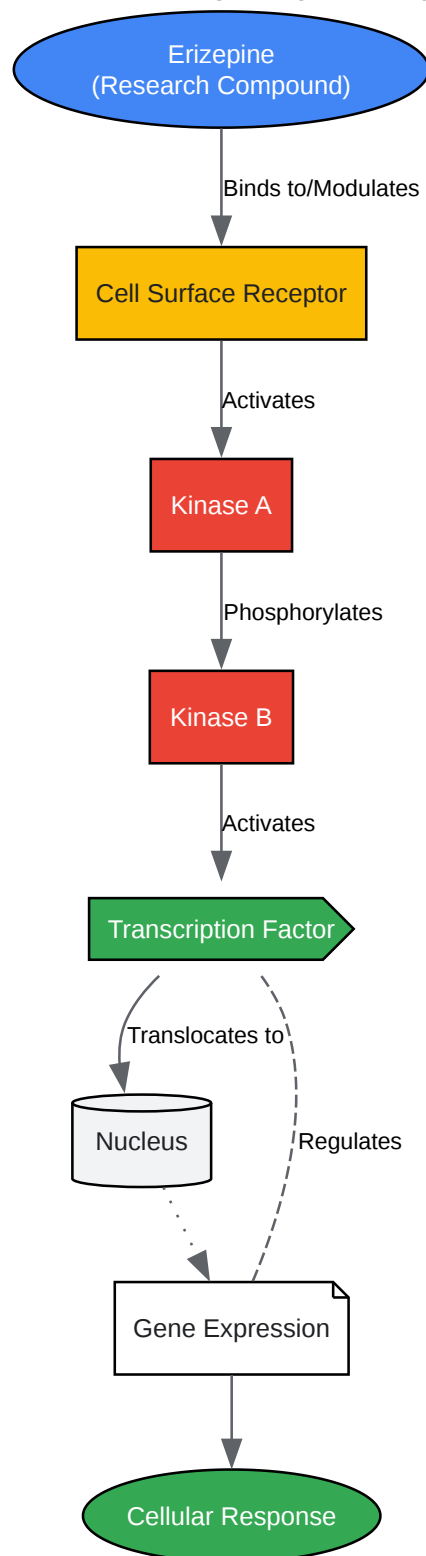 Erizepine
(Research Compound)
Binds to/Modulates
Cell Surface Receptor
Activates
Kinase A
Phosphorylates
Kinase B
Activates
Transcription Factor
Translocates to
Nucleus
Regulates
Gene Expression
Cellular Response